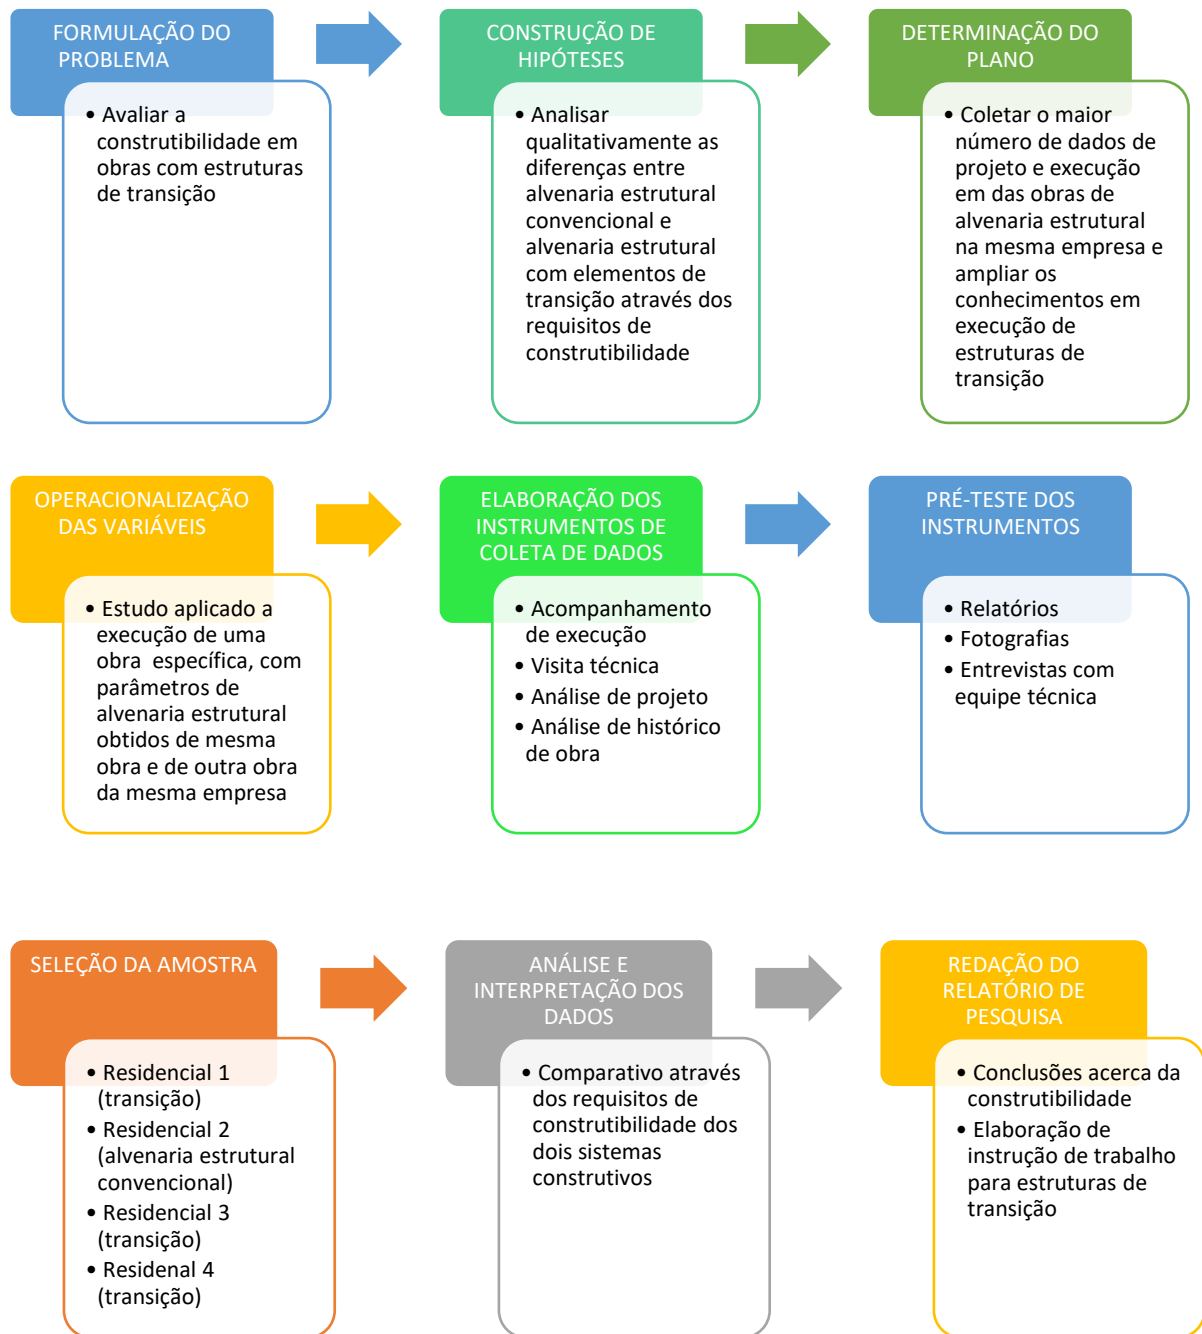 FORMULAÇÃO DO
PROBLEMA
• Avaliar a
construtibilidade em
obras com estruturas
de transição
CONSTRUÇÃO DE
HIPÓTESES
• Analisar
qualitativamente as
diferenças entre
alvenaria estrutural
convencional e
alvenaria estrutural
com elementos de
transição através dos
requisitos de
construtibilidade
DETERMINAÇÃO DO
PLANO
• Coletar o maior
número de dados de
projeto e execução
em das obras de
alvenaria estrutural
na mesma empresa e
ampliar os
conhecimentos em
execução de
estruturas de
transição
OPERACIONALIZAÇÃO
DAS VARIÁVEIS
• Estudo aplicado a
execução de uma
obra específica, com
parâmetros de
alvenaria estrutural
obtidos de mesma
obra e de outra obra
da mesma empresa
ELABORAÇÃO DOS
INSTRUMENTOS DE
COLETA DE DADOS
• Acompanhamento
de execução
• Visita técnica
• Análise de projeto
• Análise de histórico
de obra
PRÉ-TESTE DOS
INSTRUMENTOS
• Relatórios
• Fotografias
• Entrevistas com
equipe técnica
SELEÇÃO DA AMOSTRA
• Residencial 1
(transição)
• Residencial 2
(alvenaria estrutural
convencional)
• Residencial 3
(transição)
• Residenal 4
(transição)
ANÁLISE E
INTERPRETAÇÃO DOS
DADOS
• Comparativo através
dos requisitos de
construtibilidade dos
dois sistemas
construtivos
REDAÇÃO DO
RELATÓRIO DE
PESQUISA
• Conclusões acerca da
construtibilidade
• Elaboração de
instrução de trabalho
para estruturas de
transição